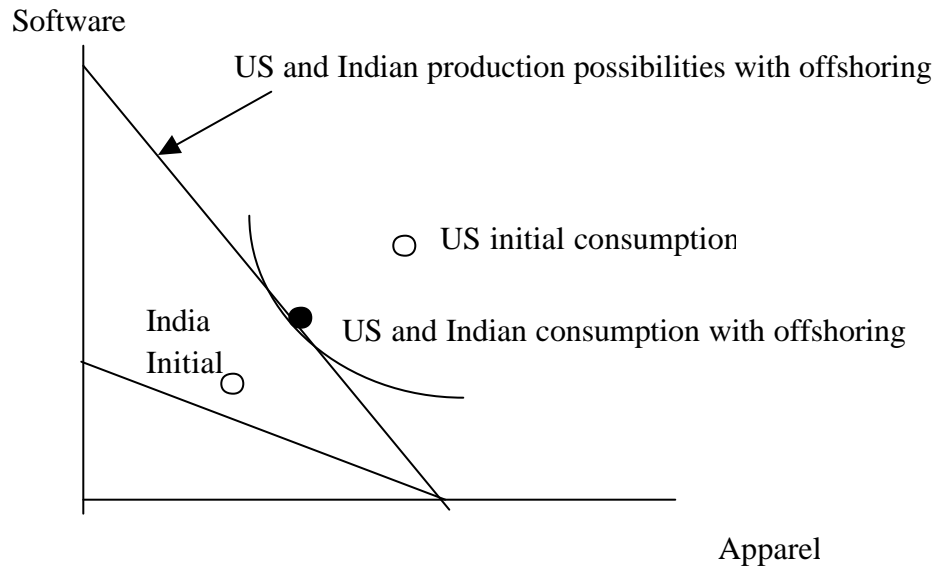 Software
US and Indian production possibilities with offshoring
US initial consumption
India
Initial
US and Indian consumption with offshoring
Apparel